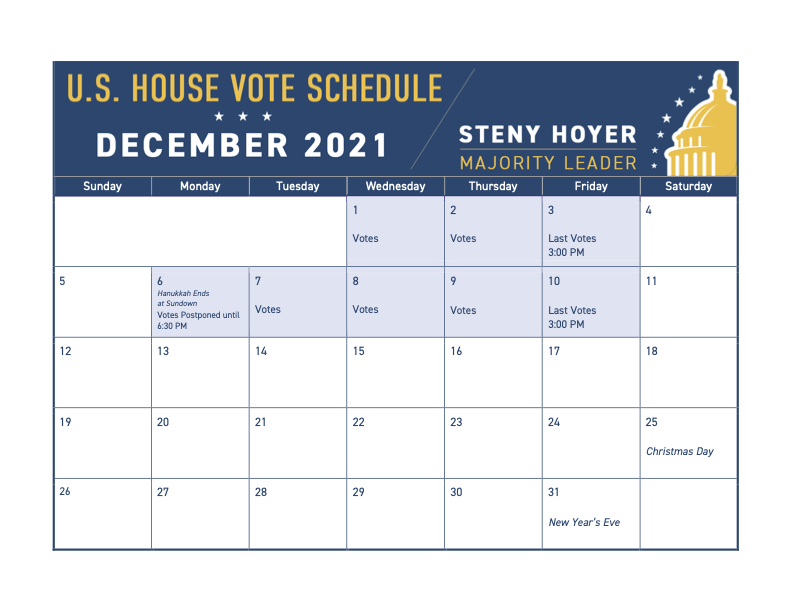 U.S. HOUSE VOTE SCHEDULE
DECEMBER 2021
STENY HOYER
MAJORITY LEADER
Sunday Monday Tuesday Wednesday Thursday Friday Saturday
1 2 3 4
Votes Votes Last Votes
3:00 PM
5 6 7 8 9 10 11
Hanukkah Ends
at Sundown
Votes Postponed until
6:30 PM
Votes Votes Votes Last Votes
3:00 PM
12 13 14 15 16 17 18
19 20 21 22 23 24 25
Christmas Day
26 27 28 29 30 31
New Year's Eve